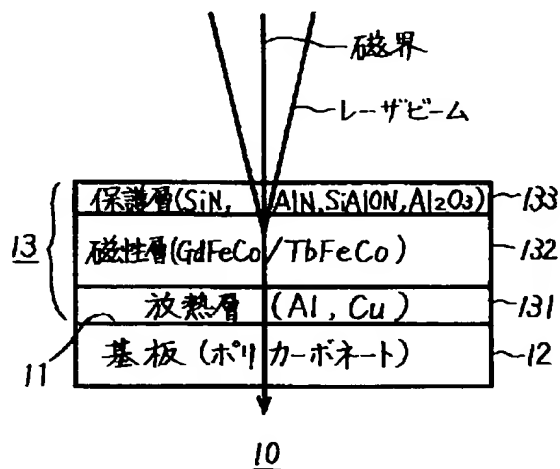 磁界
レーザビーム
保護層(SiN, AlN, SiAlON, Al2O3) 133
13 磁性層(GdFeCo/TbFeCo) 132
放熱層 (Al, Cu) 131
11 基板 (ポリカーボネート) 12
10